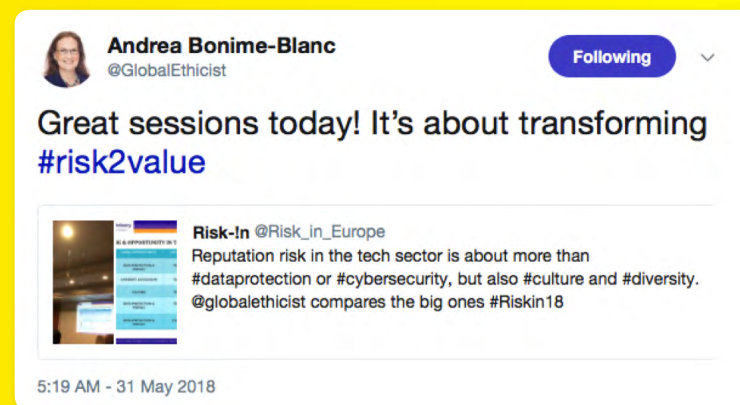 Andrea Bonime-Blanc
@GlobalEthicist
Following
Great sessions today! It's about transforming
#risk2value
Risk-!n @Risk_in_Europe
Reputation risk in the tech sector is about more than
#dataprotection or #cybersecurity, but also #culture and #diversity.
@globalethicist compares the big ones #Riskin18
5:19 AM - 31 May 2018